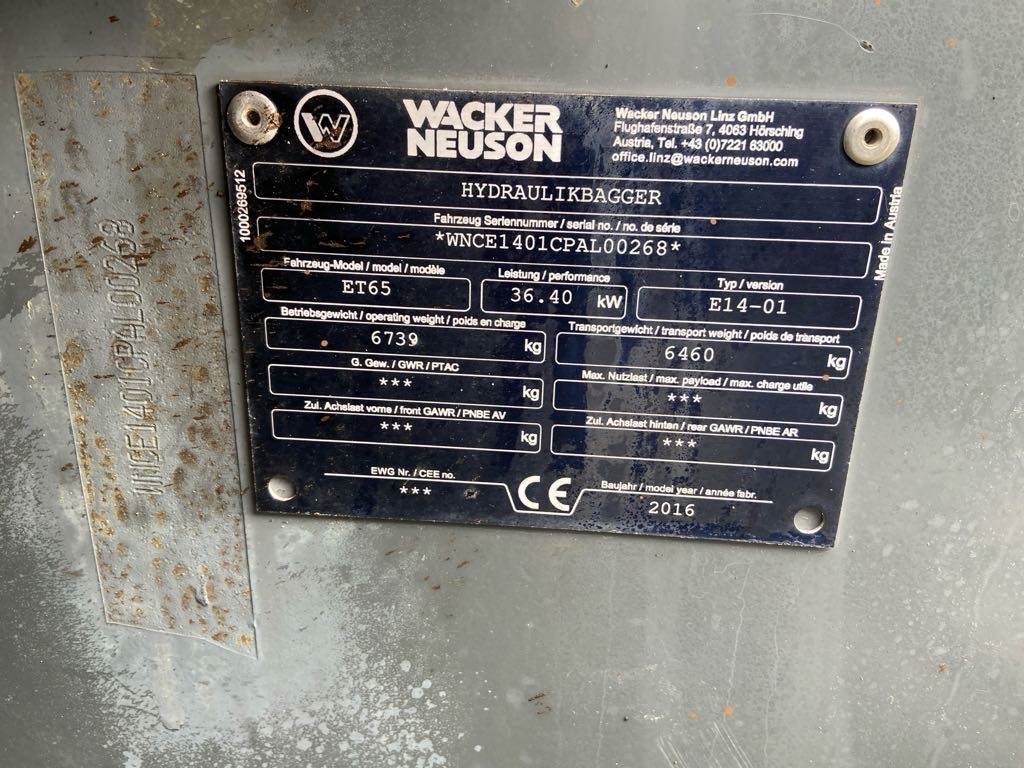 W
WACKER
NEUSON
Wacker Neuson Linz GmbH
Flughafenstraße 7, 4063 Hörsching
Austria, Tel. +43 (0)7221 63000
office.linz@wackerneuson.com
1000269512
HYDRAULIKBAGGER
Fahrzeug Seriennummer / serial no. / no. de série
*WNCE1401CPAL00268*
Made in Austria
Fahrzeug-Model / model / modèle
ET65
Leistung / performance
36.40 kW
Typ / version
E14-01
Betriebsgewicht / operating weight / poids en charge
6739 kg
Transportgewicht / transport weight / poids de transport
6460 kg
G. Gew. / GWR / PTAC
*** kg
Max. Nutzlast / max. payload / max. charge utile
*** kg
Zul. Achslast vorne / front GAWR / PNBE AV
*** kg
Zul. Achslast hinten / rear GAWR / PNBE AR
*** kg
EWG Nr. / CEE no.
***
CE
Baujahr / model year / année fabr.
2016
WNCE1401CPAL00268